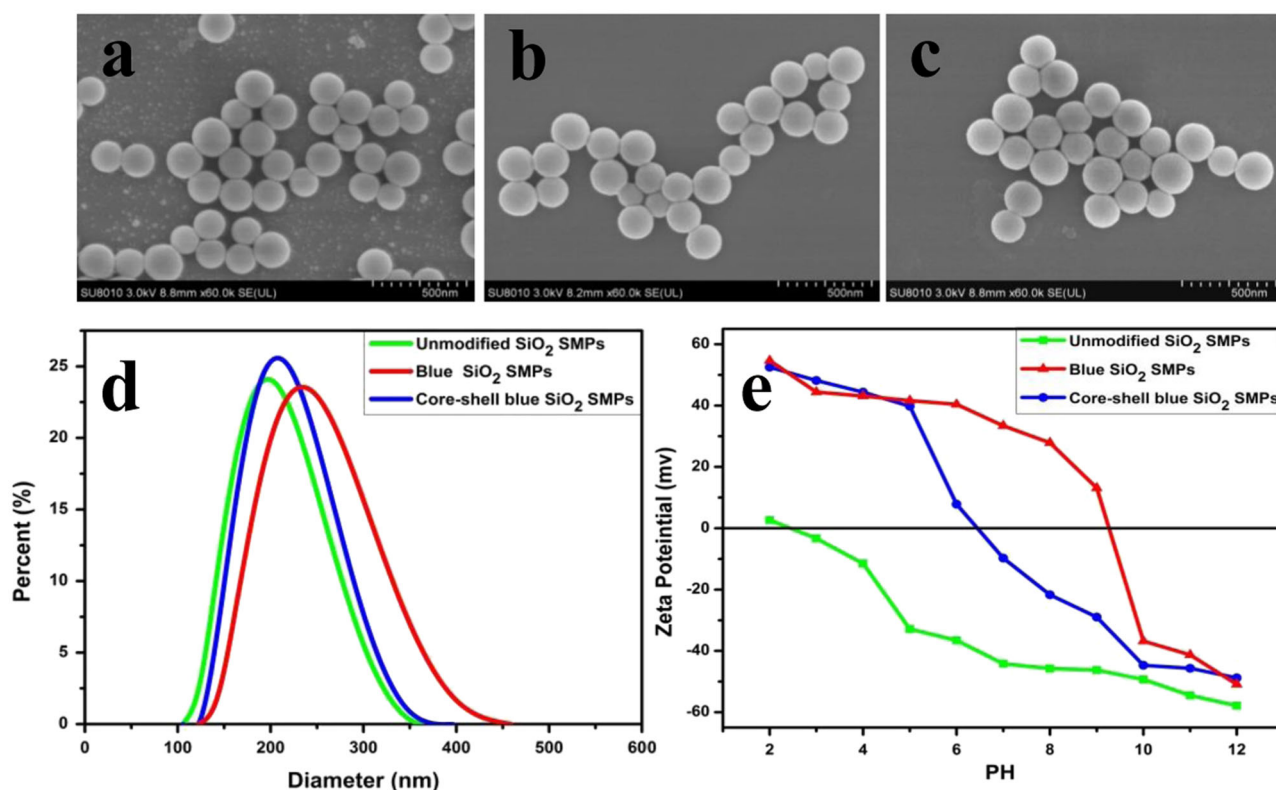 a
b
c
SU8010 3.0kV 8.8mm x60.0k SE(UL) 500nm
SU8010 3.0kV 8.2mm x60.0k SE(UL) 500nm
SU8010 3.0kV 8.8mm x60.0k SE(UL) 500nm
d
Unmodified SiO2 SMPs
Blue SiO2 SMPs
Core-shell blue SiO2 SMPs
Percent (%)
25
20
15
10
5
0
0 100 200 300 400 500 600
Diameter (nm)
e
Unmodified SiO2 SMPs
Blue SiO2 SMPs
Core-shell blue SiO2 SMPs
Zeta Poteintial (mv)
60
40
20
0
-20
-40
-60
2 4 6 8 10 12
PH